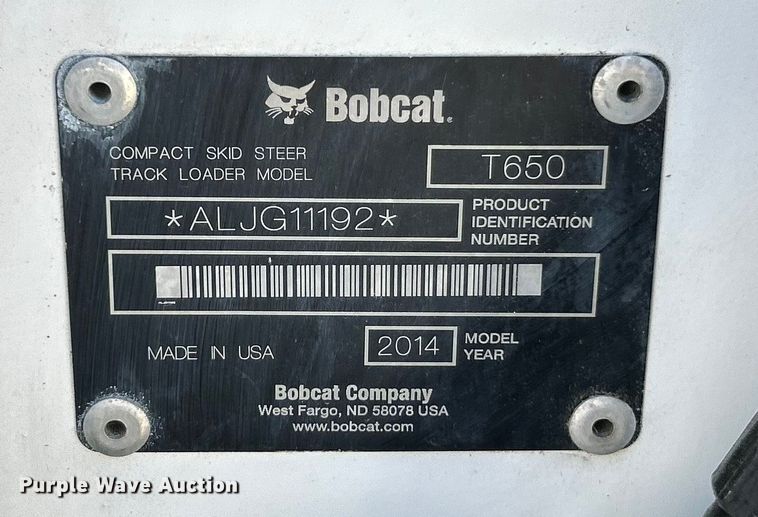 Bobcat
COMPACT SKID STEER
TRACK LOADER MODEL
T650
*ALJG11192*
PRODUCT
IDENTIFICATION
NUMBER
MADE IN USA
2014
MODEL
YEAR
Bobcat Company
West Fargo, ND 58078 USA
www.bobcat.com
Purple Wave Auction